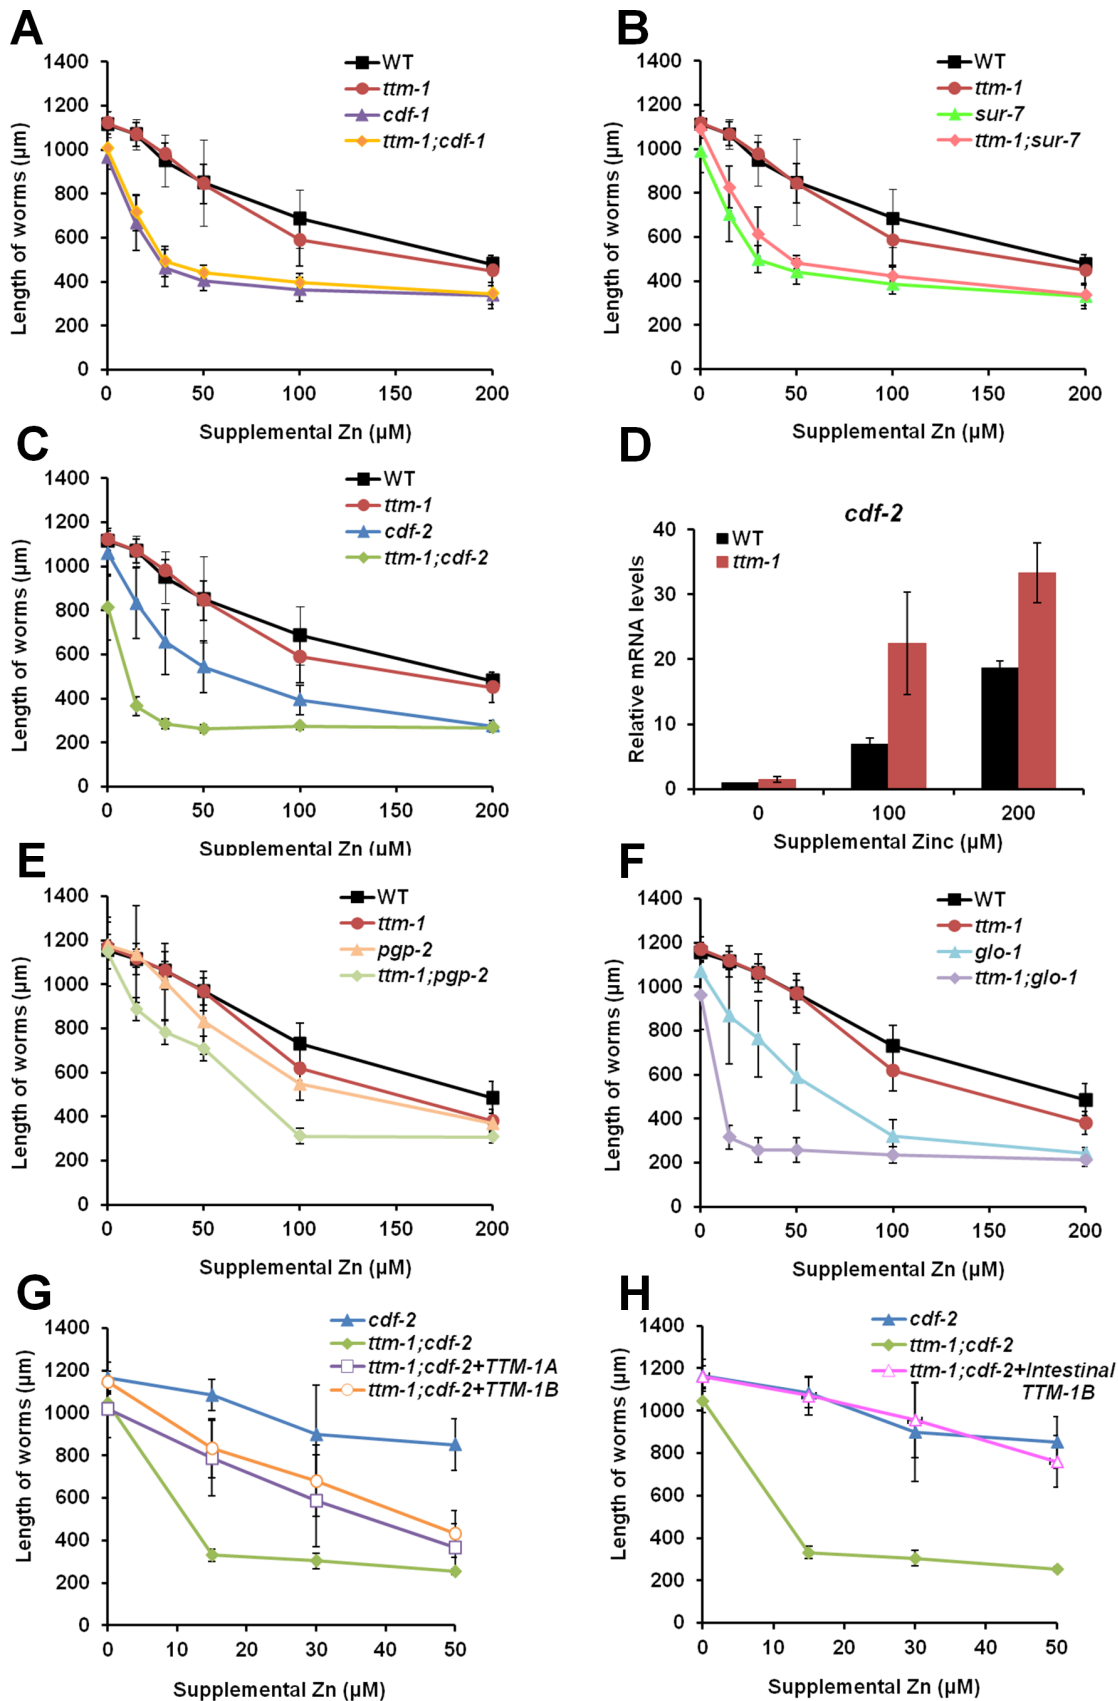 A
1400
1200
1000
800
600
400
200
0
Length of worms (µm)
WT
ttm-1
cdf-1
ttm-1;cdf-1
0 50 100 150 200
Supplemental Zn (µM)
B
1400
1200
1000
800
600
400
200
0
Length of worms (µm)
WT
ttm-1
sur-7
ttm-1;sur-7
0 50 100 150 200
Supplemental Zn (µM)
C
1400
1200
1000
800
600
400
200
0
Length of worms (µm)
WT
ttm-1
cdf-2
ttm-1;cdf-2
0 50 100 150 200
Supplemental Zn (µM)
D
cdf-2
40
30
20
10
0
Relative mRNA levels
WT
ttm-1
0 100 200
Supplemental Zinc (µM)
E
1400
1200
1000
800
600
400
200
0
Length of worms (µm)
WT
ttm-1
pgp-2
ttm-1;pgp-2
0 50 100 150 200
Supplemental Zn (µM)
F
1400
1200
1000
800
600
400
200
0
Length of worms (µm)
WT
ttm-1
glo-1
ttm-1;glo-1
0 50 100 150 200
Supplemental Zn (µM)
G
1400
1200
1000
800
600
400
200
0
Length of worms (µm)
cdf-2
ttm-1;cdf-2
ttm-1;cdf-2+TTM-1A
ttm-1;cdf-2+TTM-1B
0 10 20 30 40 50
Supplemental Zn (µM)
H
1400
1200
1000
800
600
400
200
0
Length of worms (µm)
cdf-2
ttm-1;cdf-2
ttm-1;cdf-2+Intestinal
TTM-1B
0 10 20 30 40 50
Supplemental Zn (µM)